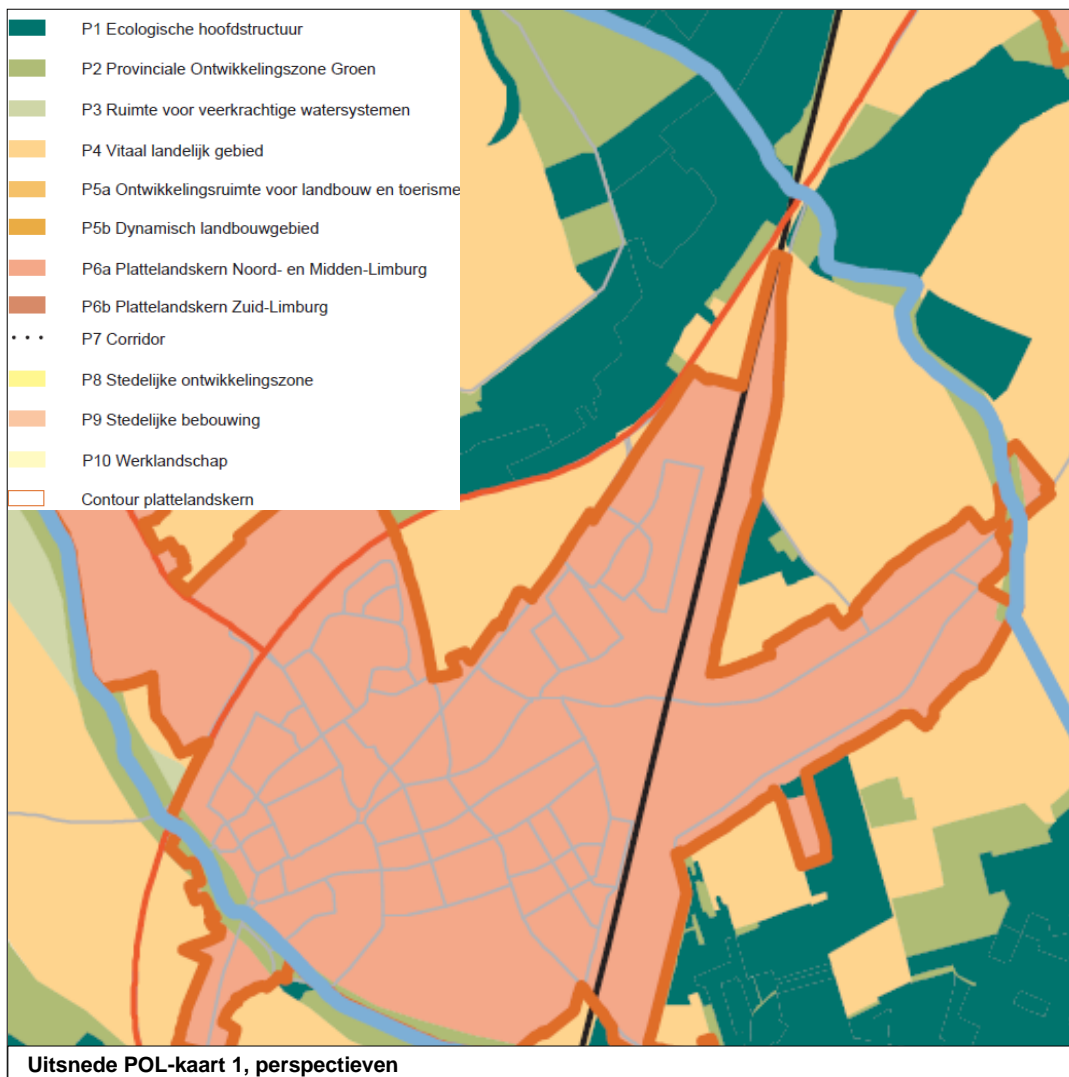 P1 Ecologische hoofdstructuur
P2 Provinciale Ontwikkelingszone Groen
P3 Ruimte voor veerkrachtige watersystemen
P4 Vitaal landelijk gebied
P5a Ontwikkelingsruimte voor landbouw en toerisme
P5b Dynamisch landbouwgebied
P6a Plattelandskern Noord- en Midden-Limburg
P6b Plattelandskern Zuid-Limburg
P7 Corridor
P8 Stedelijke ontwikkelingszone
P9 Stedelijke bebouwing
P10 Werklandschap
Contour plattelandskern
Uitsnede POL-kaart 1, perspectieven